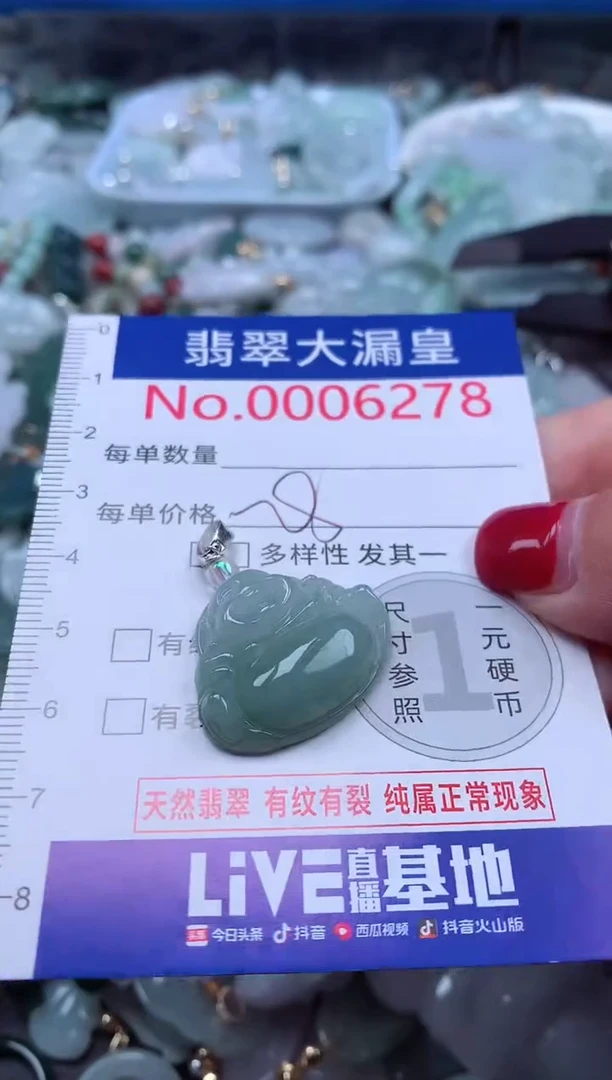 翡翠大漏皇
No.0006278
每单数量
每单价格 8
多样性 发其一
有
有
尺寸参照
1
一元硬币
天然翡翠 有纹有裂 纯属正常现象
LiVE直播基地
头条 今日头条 抖音 西瓜视频 抖音火山版
0
1
2
3
4
5
6
7
8